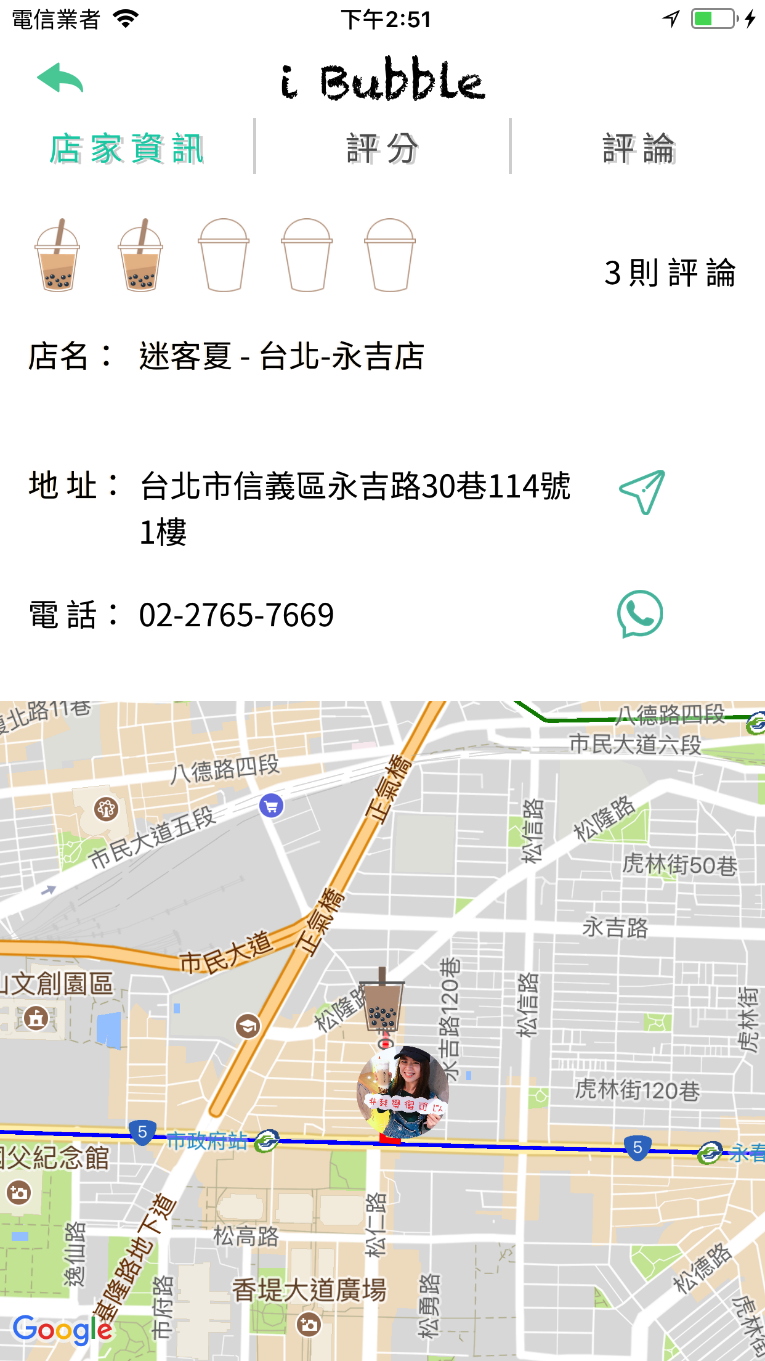 電信業者 下午2:51
i Bubble
店家資訊 評分 評論
3則評論
店名： 迷客夏 - 台北-永吉店
地址： 台北市信義區永吉路30巷114號
1樓
電話： 02-2765-7669
北路11巷
八德路四段
市民大道六段
八德路四段
正氣橋
松信路
松隆路
市民大道五段
虎林街50巷
正氣橋
永吉路
市民大道
山文創園區
松隆路
永吉路120巷
松信路
虎林街
虎林街120巷
5
市政府站
5
永春
國父紀念館
松仁路
逸仙路
基隆路地下道
松高路
松德路
香堤大道廣場
市府路
松勇路
虎林街
Google